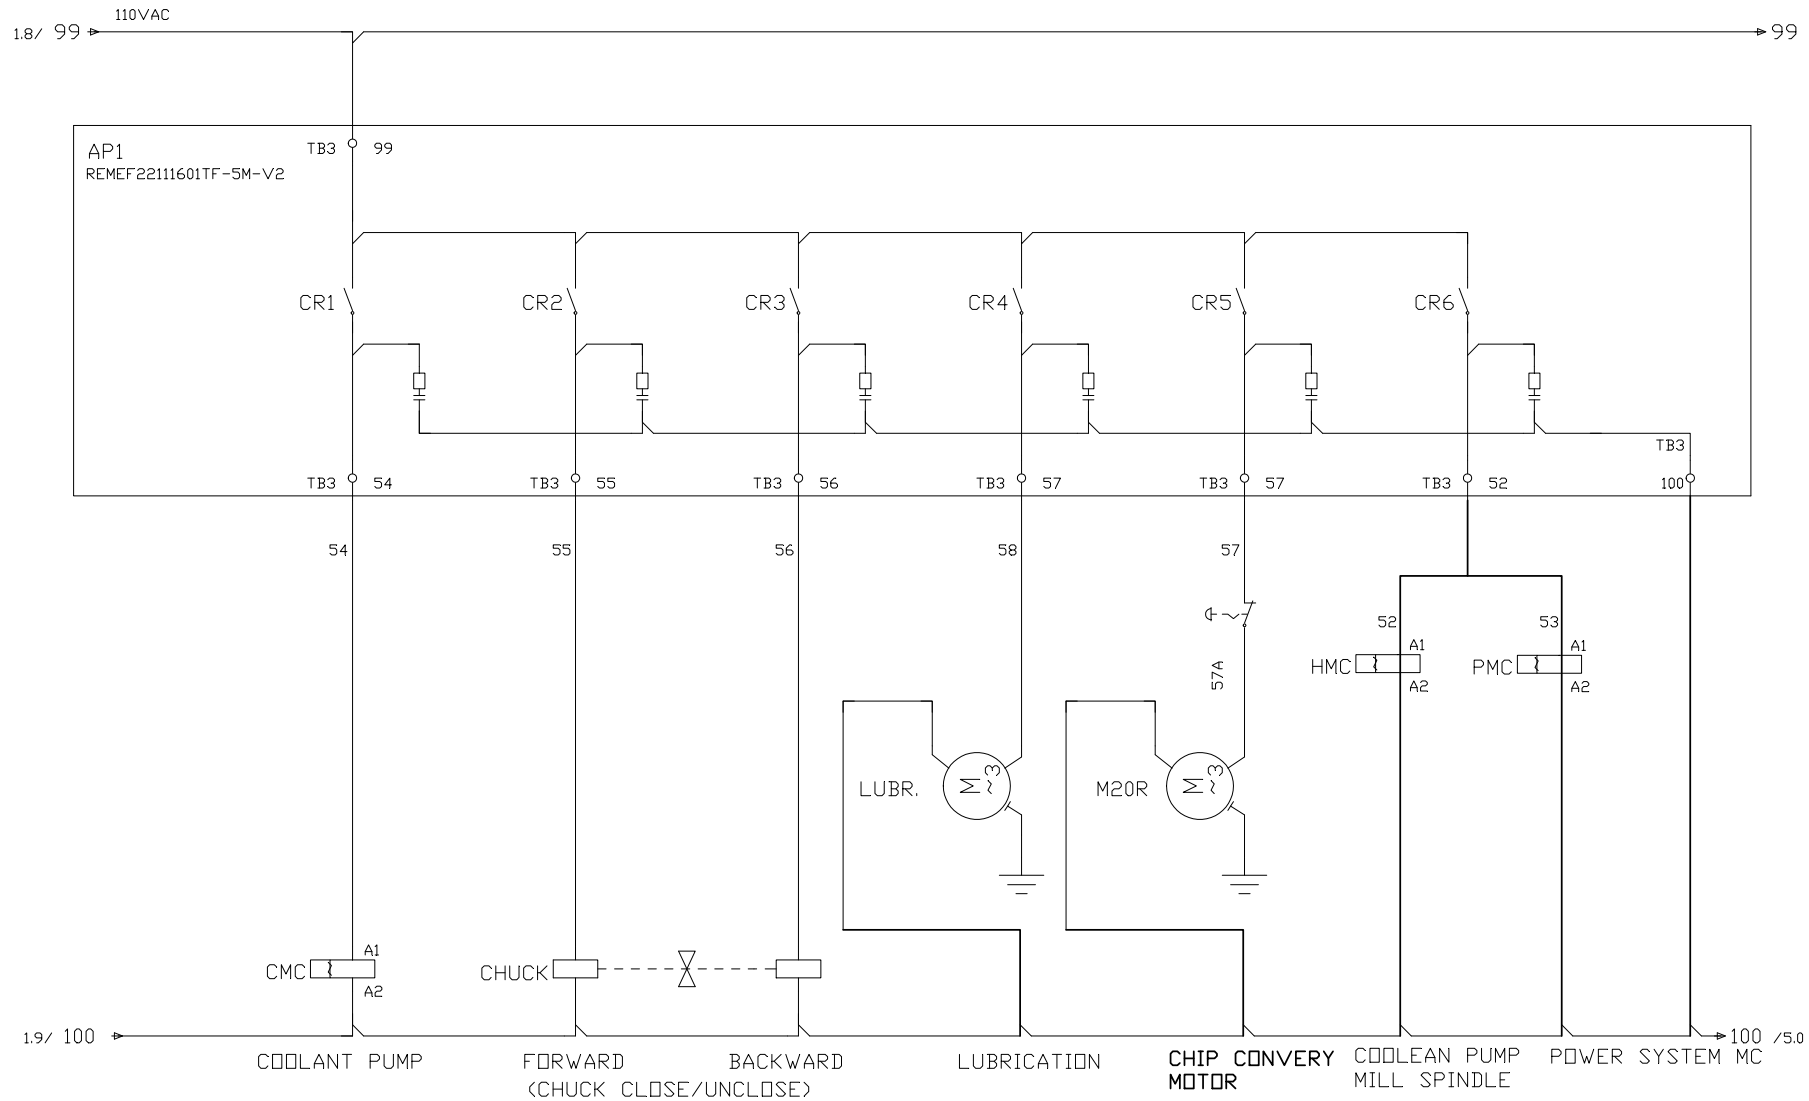 110VAC
1.8/ 99
99
AP1
TB3 99
REMEF22111601TF-5M-V2
CR1 CR2 CR3 CR4 CR5 CR6
TB3
TB3 54 TB3 55 TB3 56 TB3 57 TB3 57 TB3 52 100
54 55 56 58 57
52 53
A1 A1
HMC PMC
A2 A2
57A
M ~3 M ~3
LUBR. M20R
A1
CMC CHUCK
A2
1.9/ 100 100 /5.0
COOLANT PUMP FORWARD BACKWARD LUBRICATION CHIP CONVERY COOLEAN PUMP POWER SYSTEM MC
(CHUCK CLOSE/UNCLOSE) MOTOR MILL SPINDLE